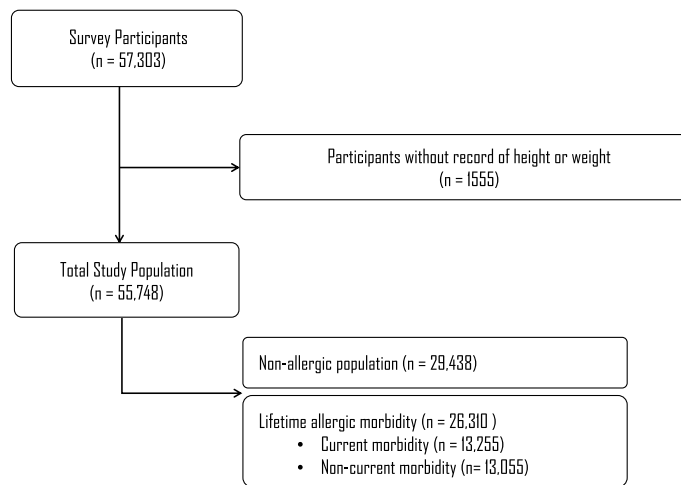 Survey Participants
(n = 57,303)
Participants without record of height or weight
(n = 1555)
Total Study Population
(n = 55,748)
Non-allergic population (n = 29,438)
Lifetime allergic morbidity (n = 26,310 )
• Current morbidity (n = 13,255)
• Non-current morbidity (n= 13,055)